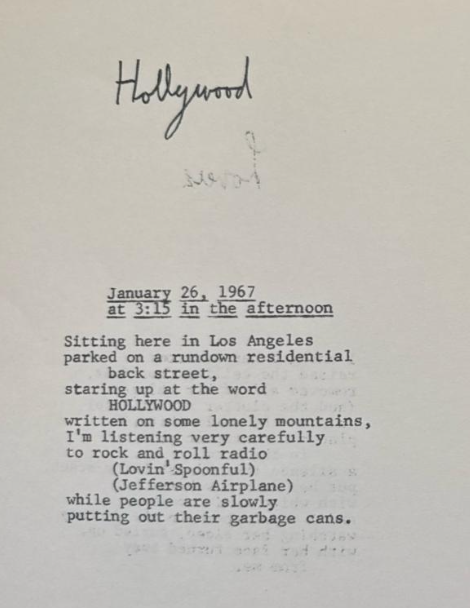 Hollywood
January 26, 1967
at 3:15 in the afternoon
Sitting here in Los Angeles
parked on a rundown residential
back street,
staring up at the word
HOLLYWOOD
written on some lonely mountains,
I'm listening very carefully
to rock and roll radio
(Lovin' Spoonful)
(Jefferson Airplane)
while people are slowly
putting out their garbage cans.